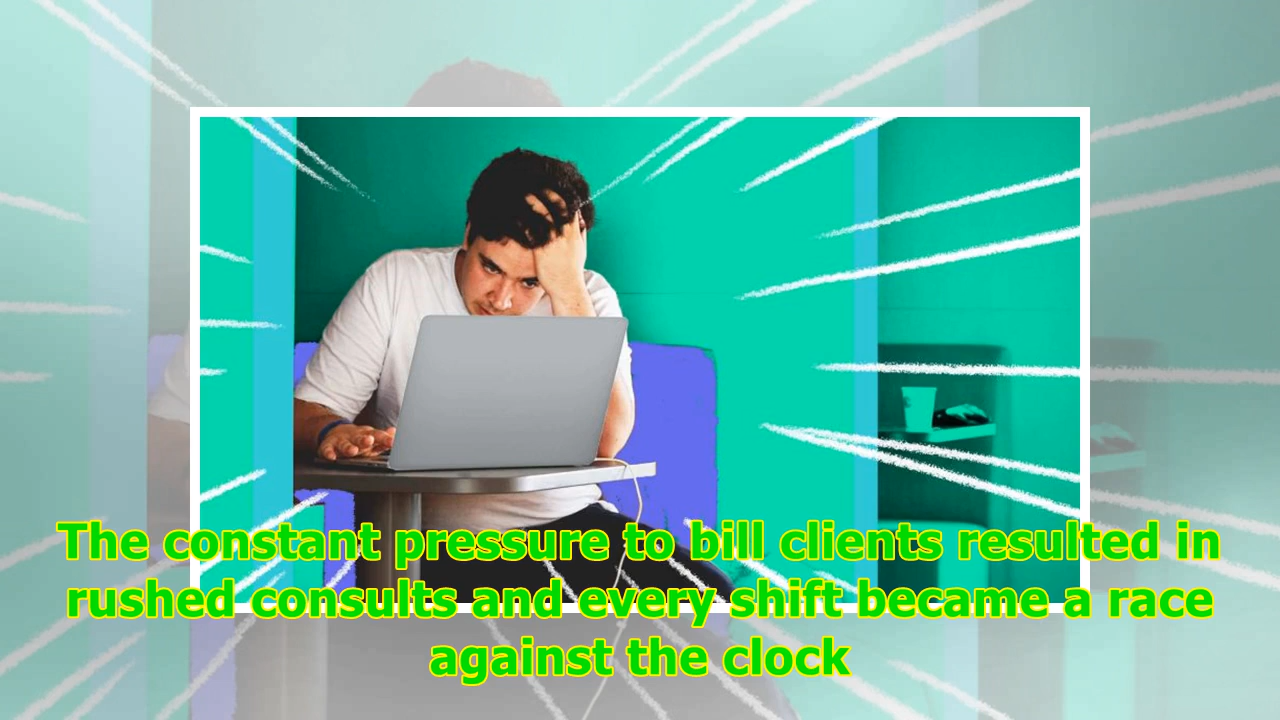 The constant pressure to bill clients resulted in
rushed consults and every shift became a race
against the clock